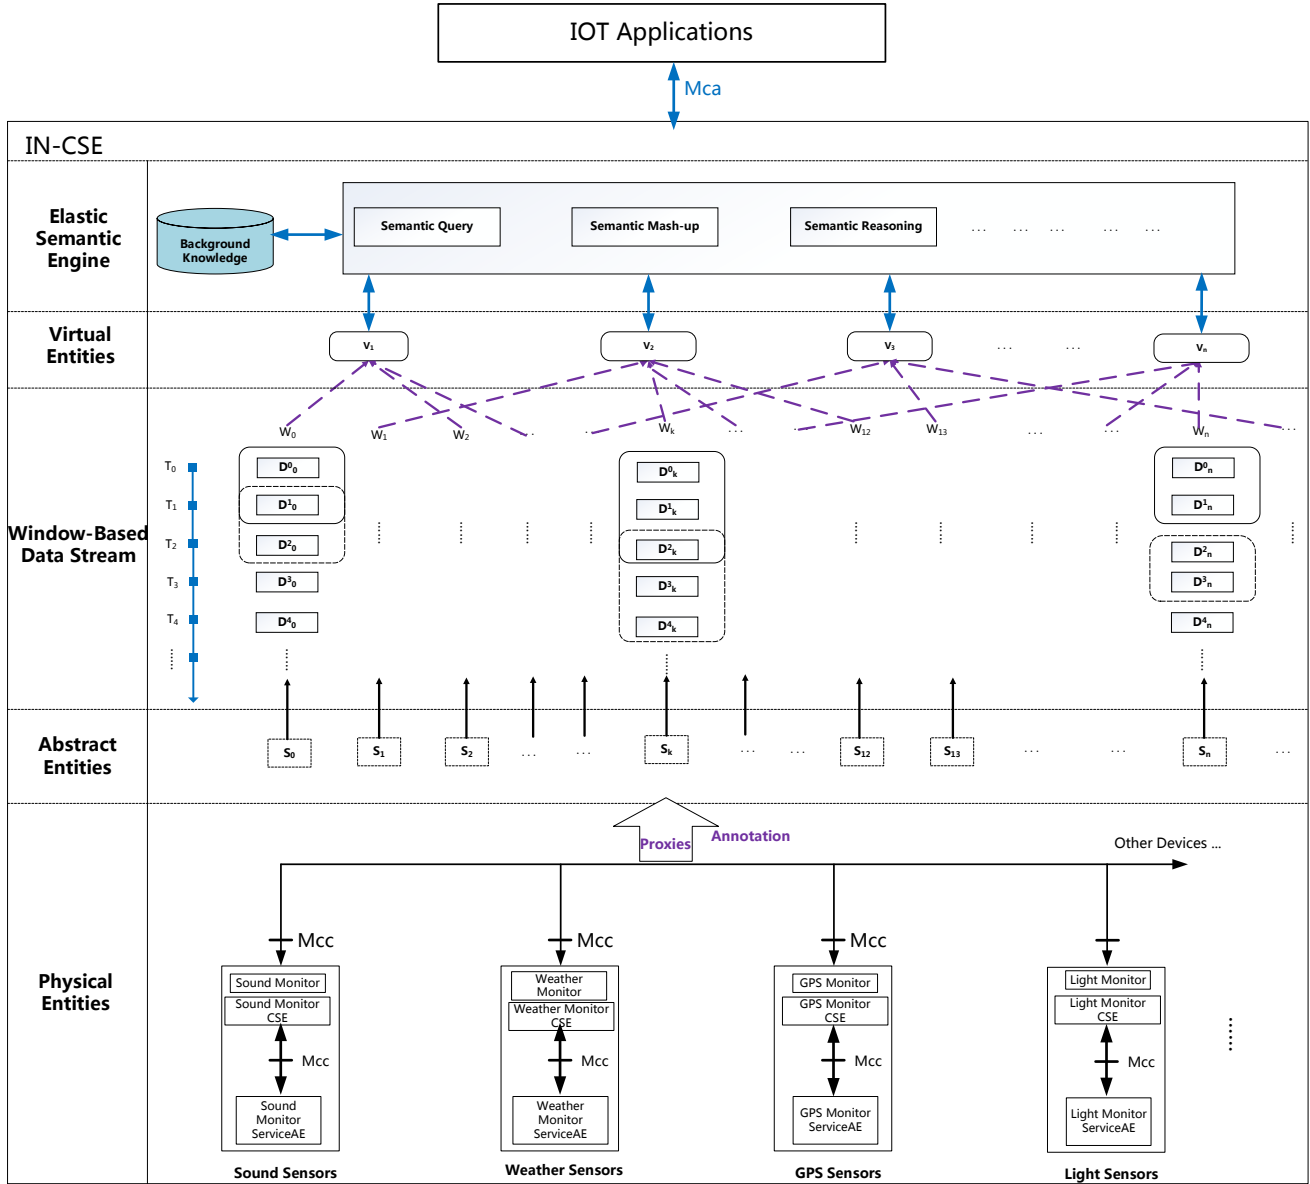 IOT Applications
Mca
IN-CSE
Elastic
Semantic
Engine
Background
Knowledge
Semantic Query
Semantic Mash-up
Semantic Reasoning
... ... ... ... ...
Virtual
Entities
V1
V2
V3
... ...
Vn
W0
W1
W2
...
...
Wk
...
...
W12
W13
...
...
Wn
...
Window-Based
Data Stream
T0
T1
T2
T3
T4
D⁰0
D¹0
D²0
D³0
D⁴0
D⁰k
D¹k
D²k
D³k
D⁴k
D⁰n
D¹n
D²n
D³n
D⁴n
Abstract
Entities
S0
S1
S2
...
...
Sk
...
...
S12
S13
...
...
Sn
...
Proxies
Annotation
Other Devices ...
Physical
Entities
Mcc
Mcc
Mcc
Sound Monitor
Sound Monitor
CSE
Mcc
Sound
Monitor
ServiceAE
Sound Sensors
Weather
Monitor
Weather Monitor
CSE
Mcc
Weather
Monitor
ServiceAE
Weather Sensors
GPS Monitor
GPS Monitor
CSE
Mcc
GPS Monitor
ServiceAE
GPS Sensors
Light Monitor
Light Monitor
CSE
Mcc
Light Monitor
ServiceAE
Light Sensors